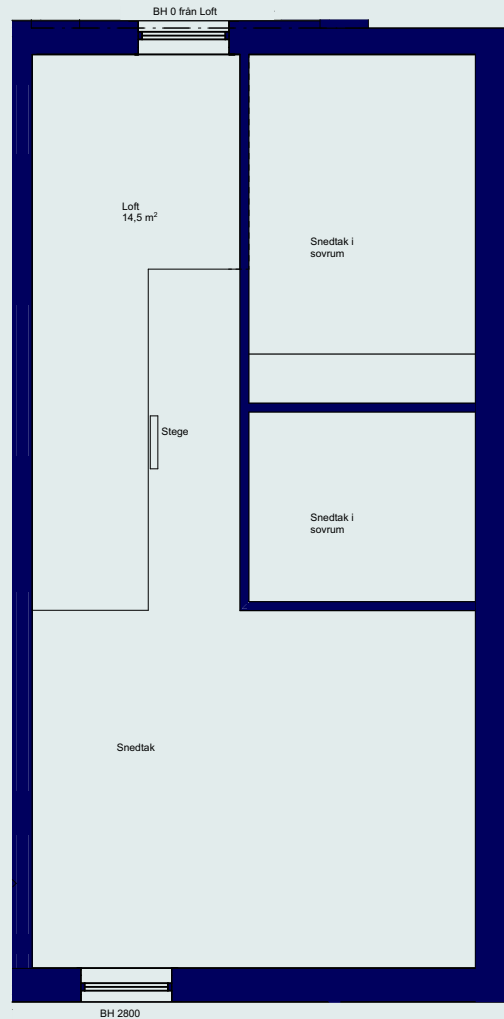 BH 0 från Loft
Loft
14,5 m²
Snedtak i
sovrum
Stege
Snedtak i
sovrum
Snedtak
BH 2800